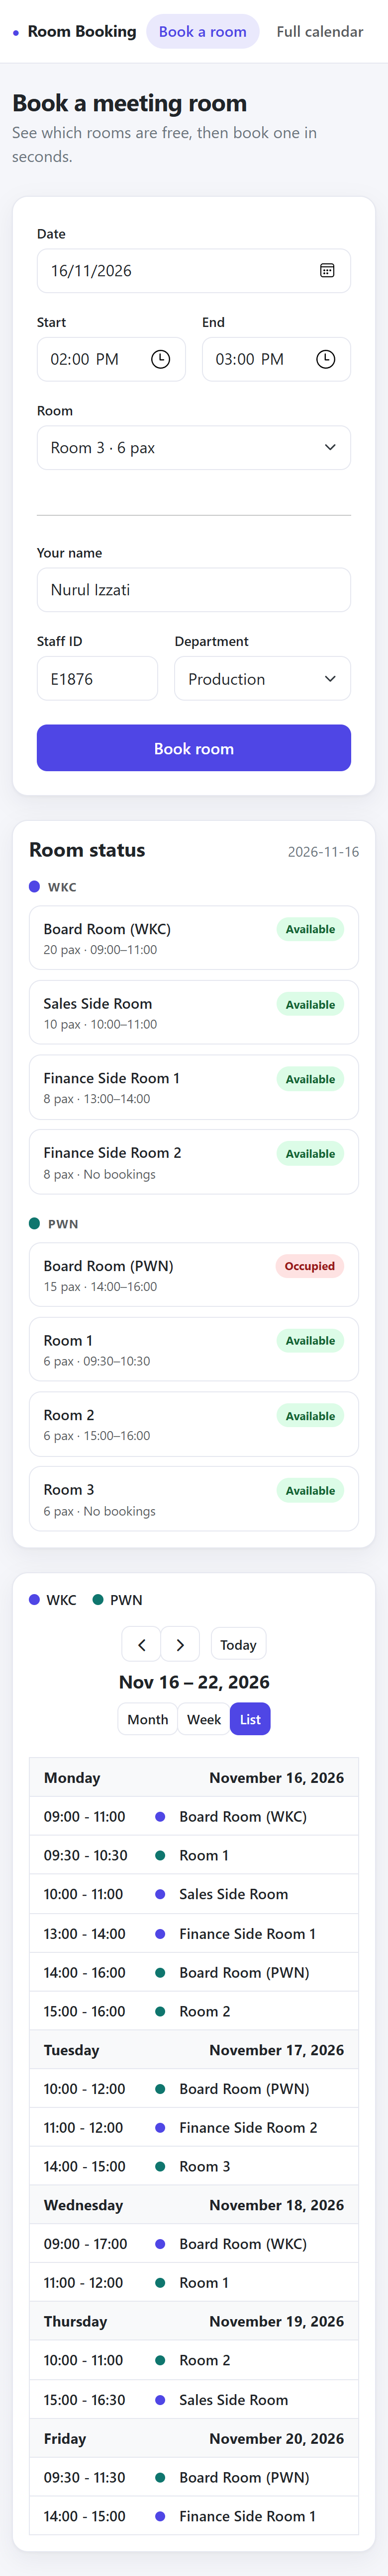 Room Booking
Book a room
Full calendar
Book a meeting room
See which rooms are free, then book one in
seconds.
Date
16/11/2026
Start
End
02:00 PM
03:00 PM
Room
Room 3 · 6 pax
Your name
Nurul Izzati
Staff ID
Department
E1876
Production
Book room
Room status
2026-11-16
WKC
Board Room (WKC)
Available
20 pax · 09:00–11:00
Sales Side Room
Available
10 pax · 10:00–11:00
Finance Side Room 1
Available
8 pax · 13:00–14:00
Finance Side Room 2
Available
8 pax · No bookings
PWN
Board Room (PWN)
Occupied
15 pax · 14:00–16:00
Room 1
Available
6 pax · 09:30–10:30
Room 2
Available
6 pax · 15:00–16:00
Room 3
Available
6 pax · No bookings
WKC
PWN
Today
Nov 16 – 22, 2026
Month
Week
List
Monday November 16, 2026
09:00 - 11:00 Board Room (WKC)
09:30 - 10:30 Room 1
10:00 - 11:00 Sales Side Room
13:00 - 14:00 Finance Side Room 1
14:00 - 16:00 Board Room (PWN)
15:00 - 16:00 Room 2
Tuesday November 17, 2026
10:00 - 12:00 Board Room (PWN)
11:00 - 12:00 Finance Side Room 2
14:00 - 15:00 Room 3
Wednesday November 18, 2026
09:00 - 17:00 Board Room (WKC)
11:00 - 12:00 Room 1
Thursday November 19, 2026
10:00 - 11:00 Room 2
15:00 - 16:30 Sales Side Room
Friday November 20, 2026
09:30 - 11:30 Board Room (PWN)
14:00 - 15:00 Finance Side Room 1